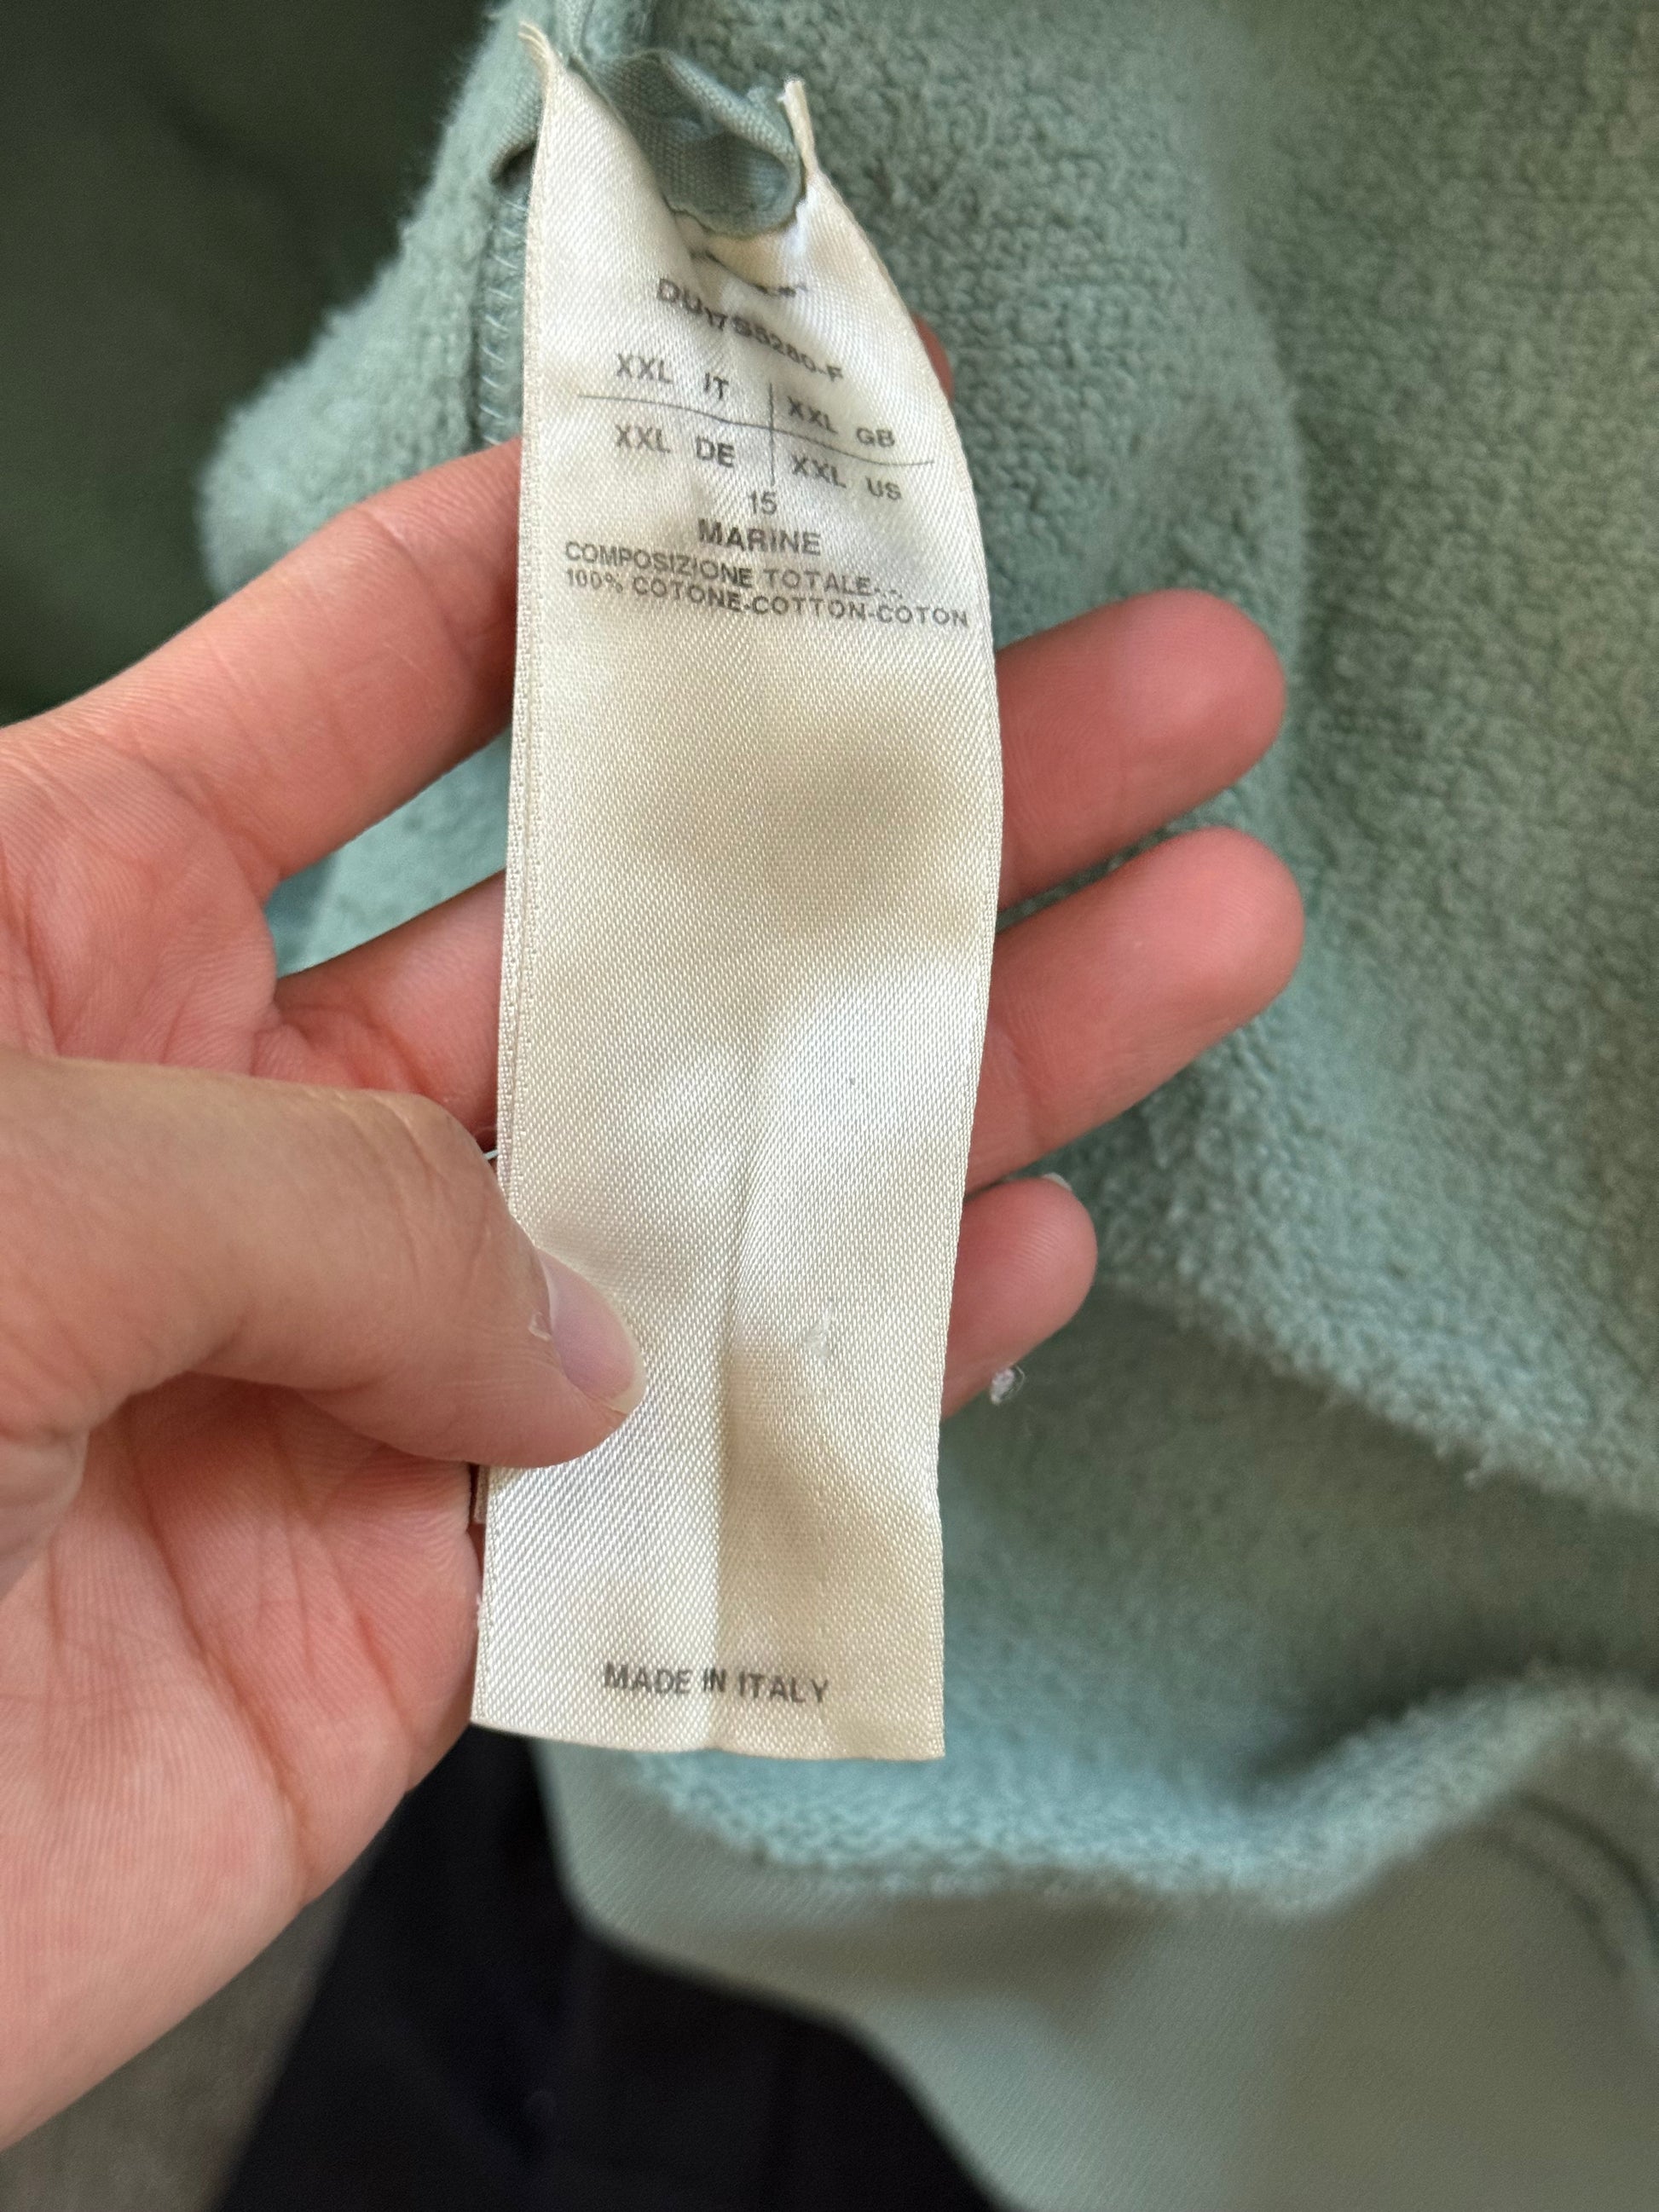 DU17S5280-F
XXL IT XXL GB
XXL DE XXL US
15
MARINE
COMPOSIZIONE TOTALE...
100% COTONE-COTTON-COTON
MADE IN ITALY